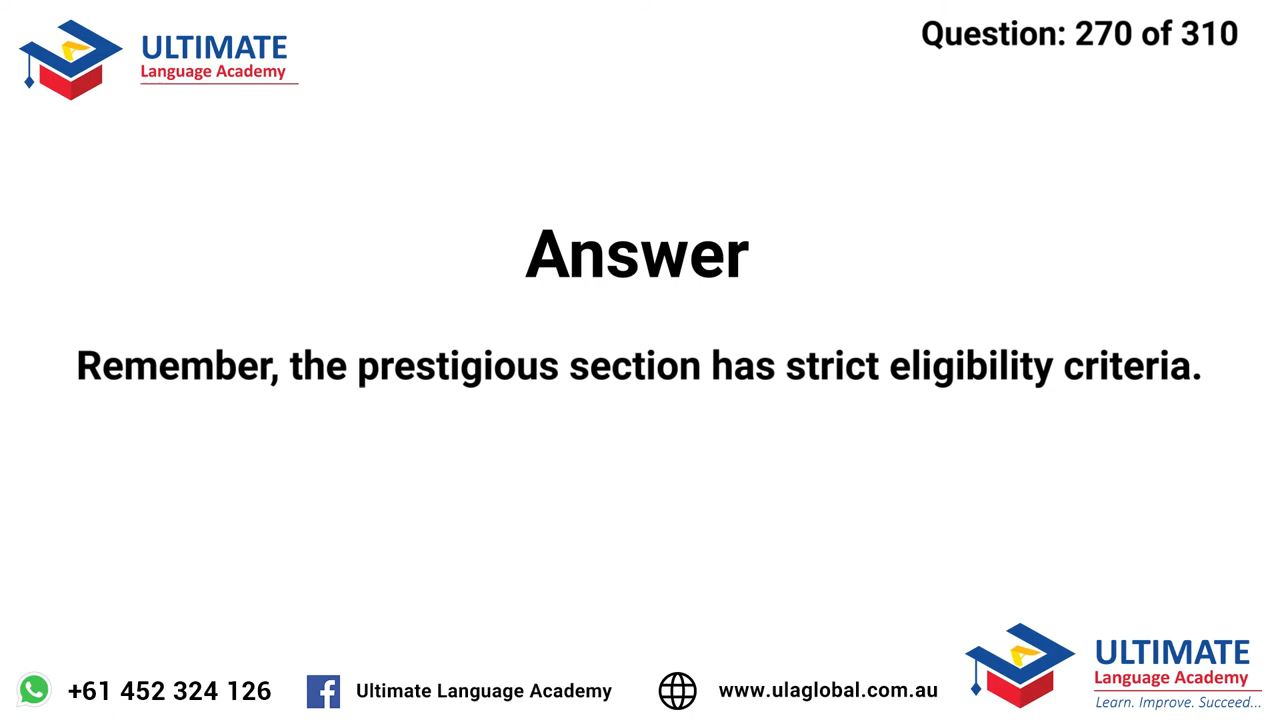 ULTIMATE
Language Academy
Question: 270 of 310
Answer
Remember, the prestigious section has strict eligibility criteria.
+61 452 324 126
Ultimate Language Academy
www.ulaglobal.com.au
ULTIMATE
Language Academy
Learn. Improve. Succeed...